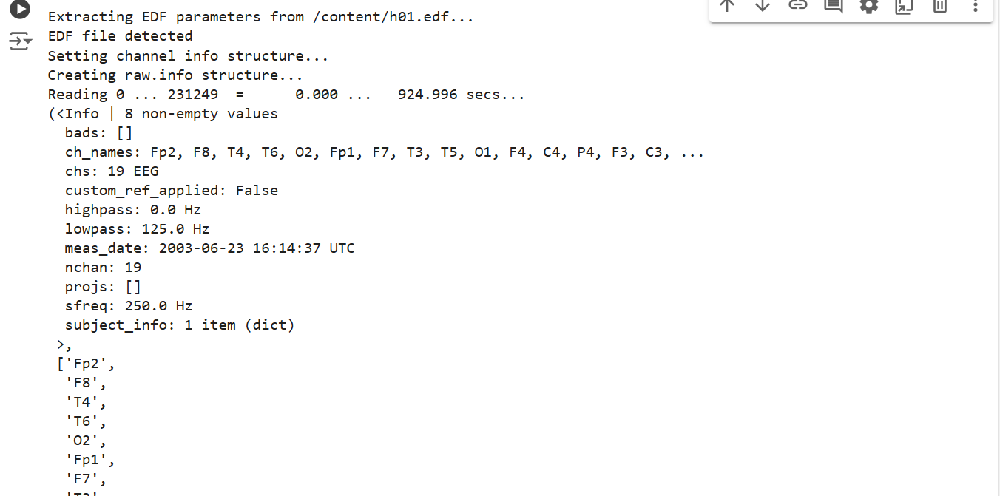 Extracting EDF parameters from /content/h01.edf...
EDF file detected
Setting channel info structure...
Creating raw.info structure...
Reading 0 ... 231249  =      0.000 ...   924.996 secs...
(<Info | 8 non-empty values
bads: []
ch_names: Fp2, F8, T4, T6, O2, Fp1, F7, T3, T5, O1, F4, C4, P4, F3, C3, ...
chs: 19 EEG
custom_ref_applied: False
highpass: 0.0 Hz
lowpass: 125.0 Hz
meas_date: 2003-06-23 16:14:37 UTC
nchan: 19
projs: []
sfreq: 250.0 Hz
subject_info: 1 item (dict)
>,
['Fp2',
'F8',
'T4',
'T6',
'O2',
'Fp1',
'F7',